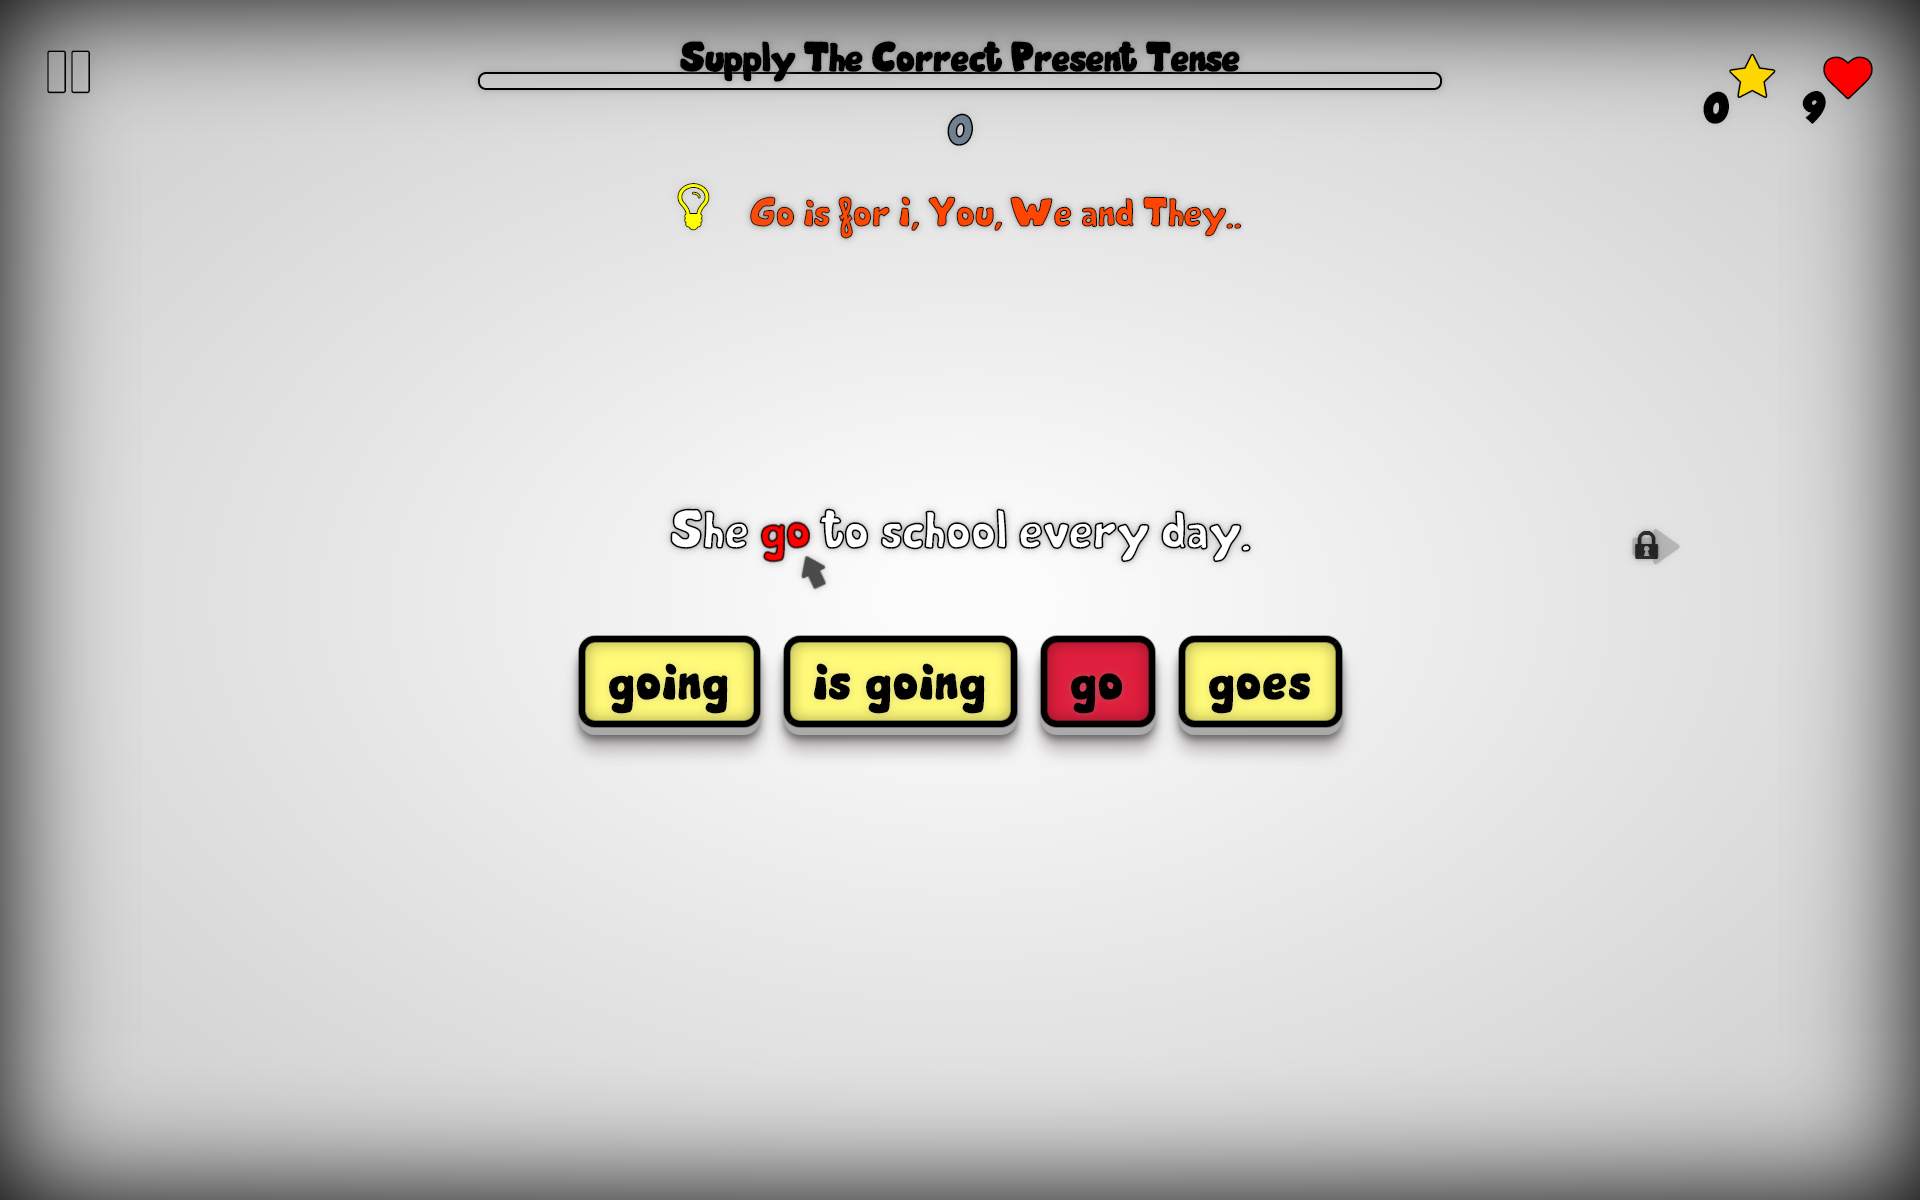 Supply The Correct Present Tense
0 9
0
Go is for i, You, We and They..
She go to school every day.
going is going go goes